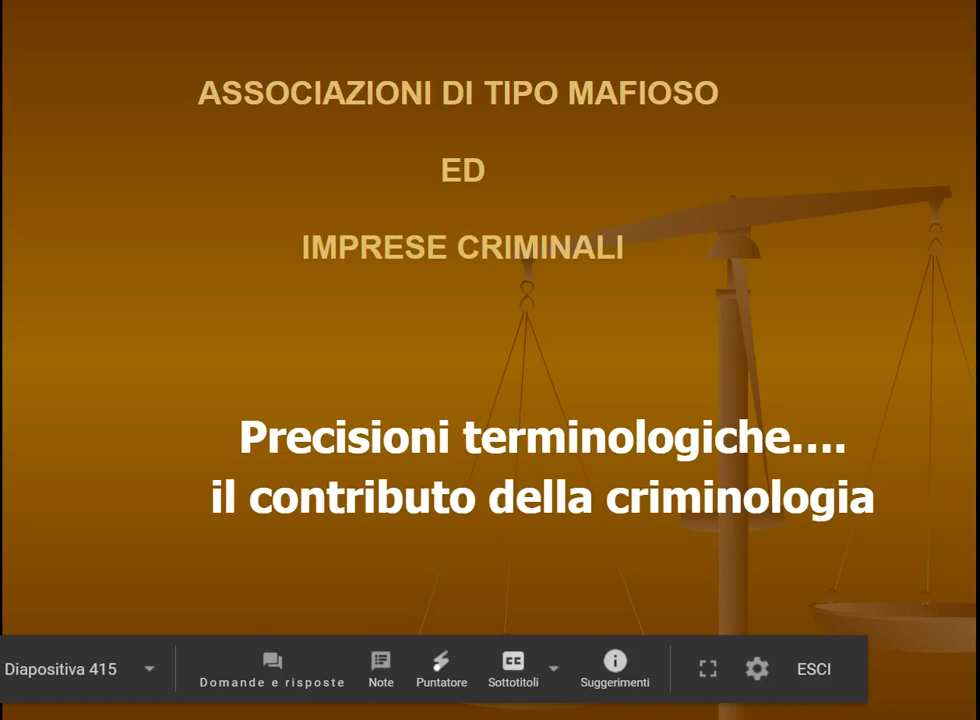 ASSOCIAZIONI DI TIPO MAFIOSO
ED
IMPRESE CRIMINALI
Precisioni terminologiche....
il contributo della criminologia
Diapositiva 415
Domande e risposte
Note
Puntatore
CC
Sottotitoli
Suggerimenti
ESCI